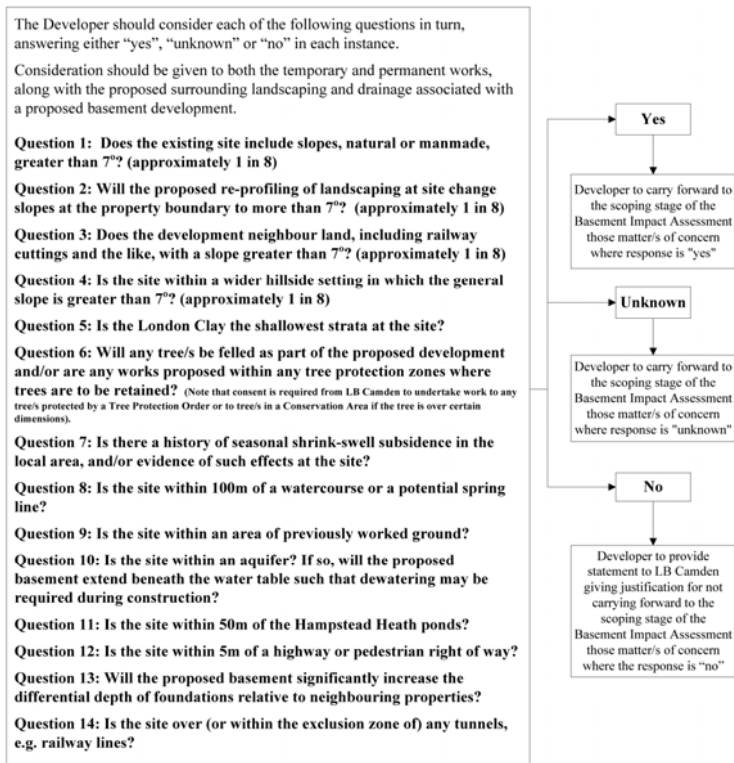 The Developer should consider each of the following questions in turn,
answering either “yes”, “unknown” or “no” in each instance.
Consideration should be given to both the temporary and permanent works,
along with the proposed surrounding landscaping and drainage associated with
a proposed basement development.
Question 1:  Does the existing site include slopes, natural or manmade,
greater than 7°? (approximately 1 in 8)
Question 2: Will the proposed re-profiling of landscaping at site change
slopes at the property boundary to more than 7°?  (approximately 1 in 8)
Question 3: Does the development neighbour land, including railway
cuttings and the like, with a slope greater than 7°? (approximately 1 in 8)
Question 4: Is the site within a wider hillside setting in which the general
slope is greater than 7°? (approximately 1 in 8)
Question 5: Is the London Clay the shallowest strata at the site?
Question 6: Will any tree/s be felled as part of the proposed development
and/or are any works proposed within any tree protection zones where
trees are to be retained? (Note that consent is required from LB Camden to undertake work to any
tree/s protected by a Tree Protection Order or to tree/s in a Conservation Area if the tree is over certain
dimensions).
Question 7: Is there a history of seasonal shrink-swell subsidence in the
local area, and/or evidence of such effects at the site?
Question 8: Is the site within 100m of a watercourse or a potential spring
line?
Question 9: Is the site within an area of previously worked ground?
Question 10: Is the site within an aquifer? If so, will the proposed
basement extend beneath the water table such that dewatering may be
required during construction?
Question 11: Is the site within 50m of the Hampstead Heath ponds?
Question 12: Is the site within 5m of a highway or pedestrian right of way?
Question 13: Will the proposed basement significantly increase the
differential depth of foundations relative to neighbouring properties?
Question 14: Is the site over (or within the exclusion zone of) any tunnels,
e.g. railway lines?
Yes
Developer to carry forward to
the scoping stage of the
Basement Impact Assessment
those matter/s of concern
where response is "yes"
Unknown
Developer to carry forward to
the scoping stage of the
Basement Impact Assessment
those matter/s of concern
where response is "unknown"
No
Developer to provide
statement to LB Camden
giving justification for not
carrying forward to the
scoping stage of the
Basement Impact Assessment
those matter/s of concern
where the response is “no”